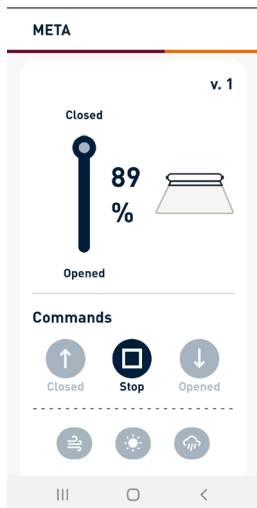 META
v. 1
Closed
89
%
Opened
Commands
Closed
Stop
Opened